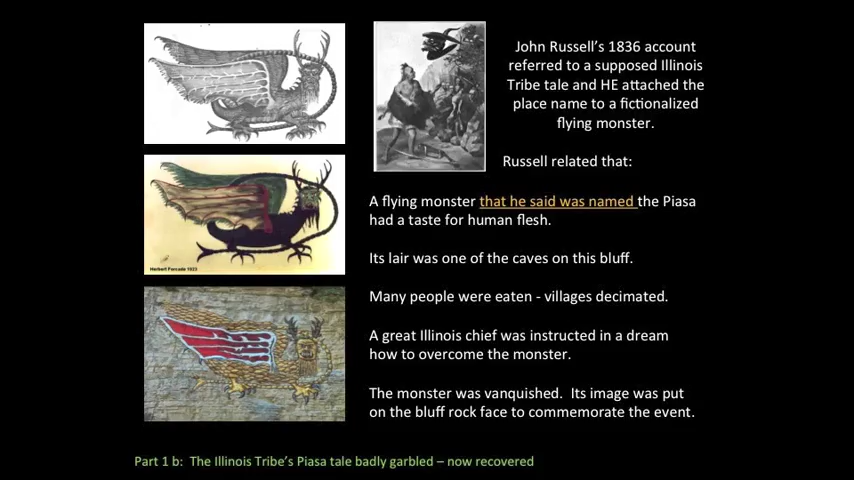 John Russell's 1836 account
referred to a supposed Illinois
Tribe tale and HE attached the
place name to a fictionalized
flying monster.
Russell related that:
A flying monster that he said was named the Piasa
had a taste for human flesh.
Its lair was one of the caves on this bluff.
Many people were eaten - villages decimated.
A great Illinois chief was instructed in a dream
how to overcome the monster.
The monster was vanquished.  Its image was put
on the bluff rock face to commemorate the event.
Herbert Forcade 1923
Part 1 b:  The Illinois Tribe's Piasa tale badly garbled – now recovered